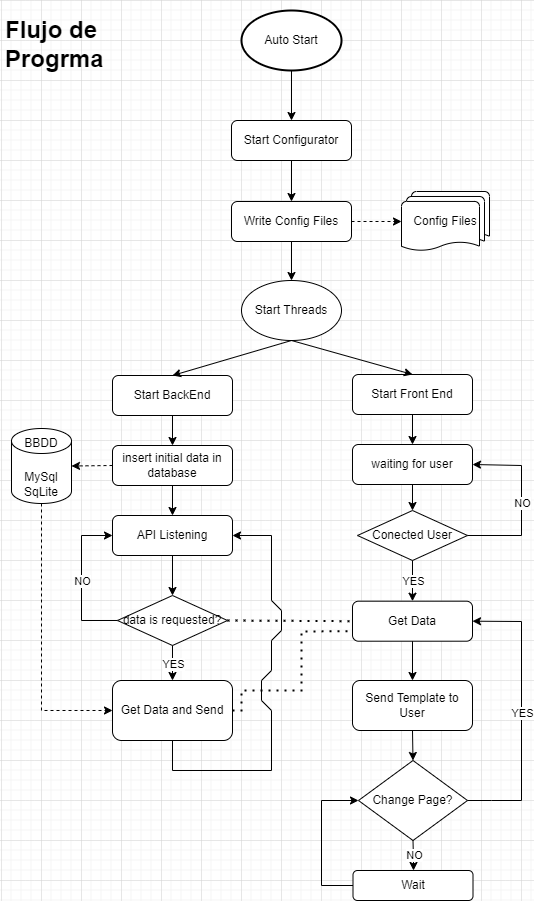 Flujo de
Progrma
Auto Start
Start Configurator
Write Config Files
Config Files
Start Threads
Start BackEnd
Start Front End
BBDD
MySql
SqLite
insert initial data in
database
waiting for user
NO
API Listening
Conected User
NO
YES
data is requested?
Get Data
YES
Get Data and Send
Send Template to
User
YES
Change Page?
NO
Wait